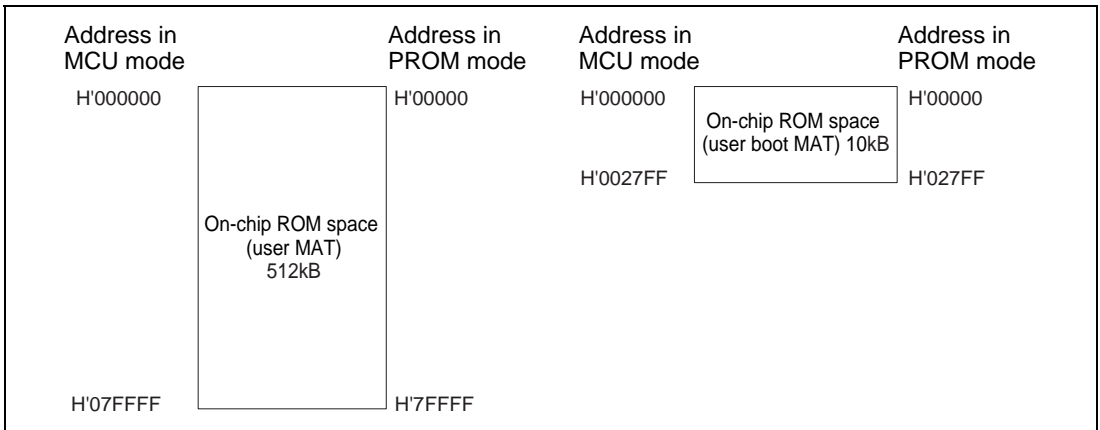 Address in
MCU mode
Address in
PROM mode
H'000000
H'00000
On-chip ROM space
(user MAT)
512kB
H'07FFFF
H'7FFFF
Address in
MCU mode
Address in
PROM mode
H'000000
H'00000
On-chip ROM space
(user boot MAT) 10kB
H'0027FF
H'027FF